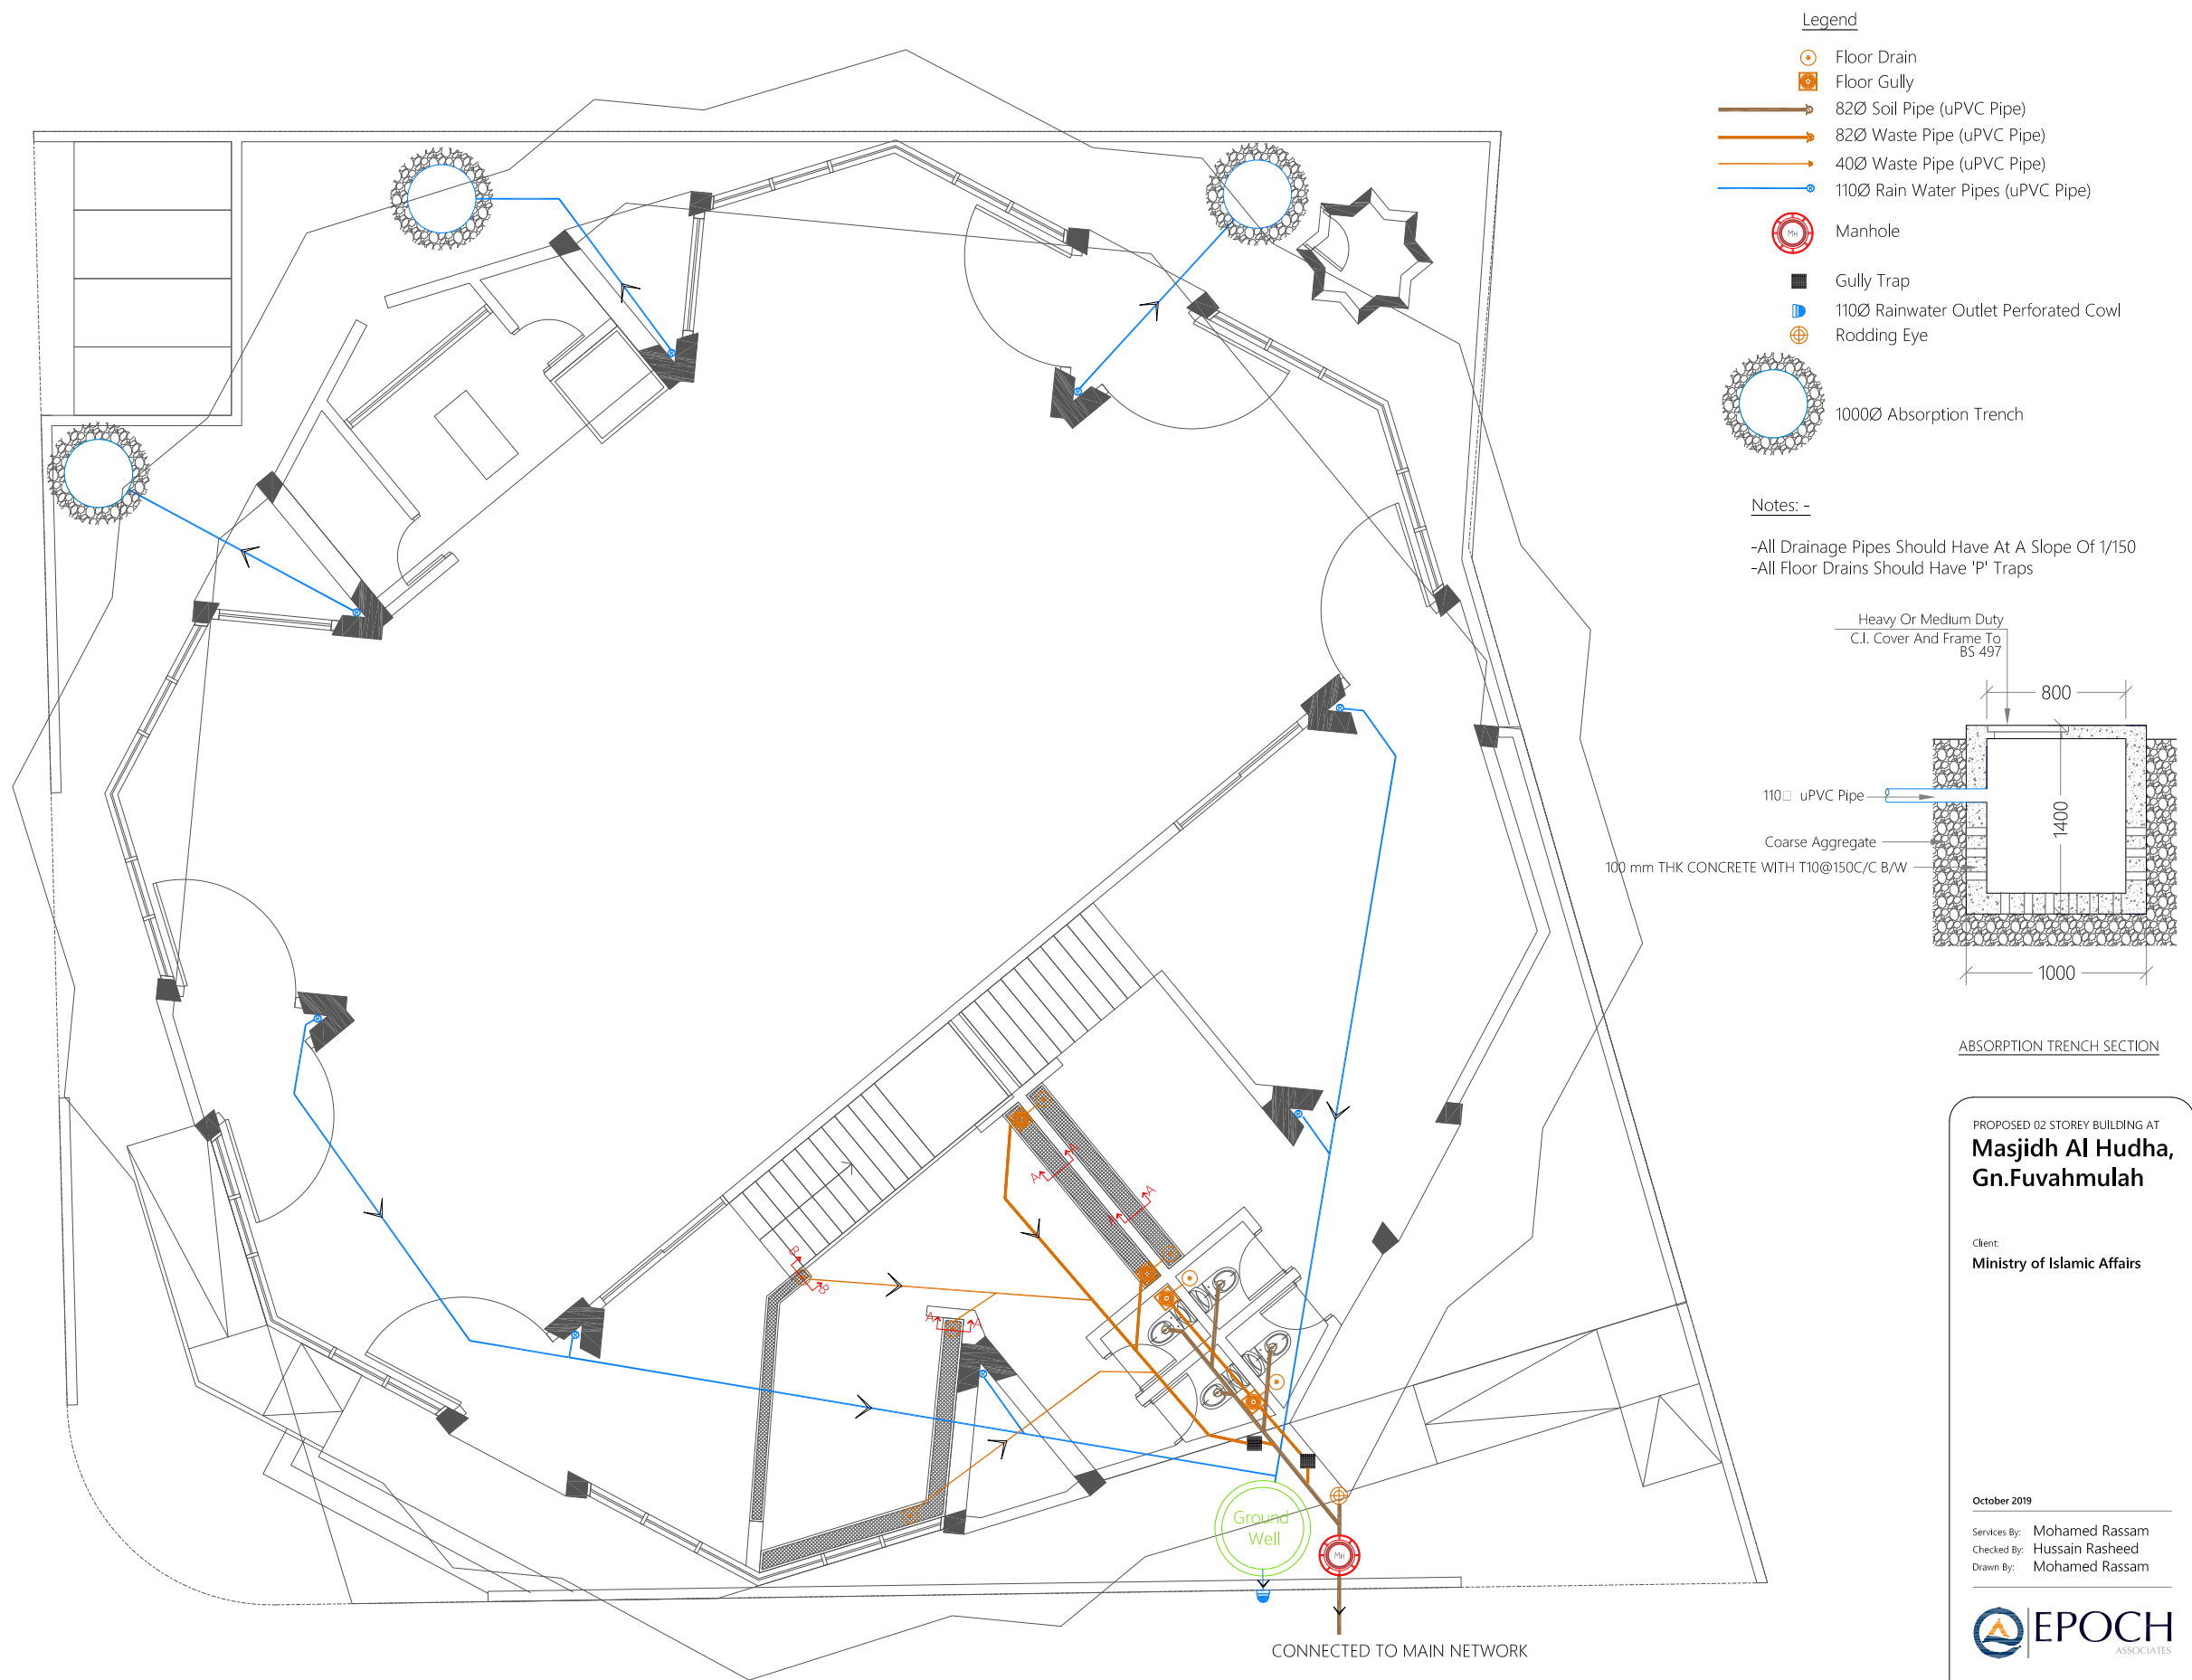 Legend
Floor Drain
Floor Gully
82Ø Soil Pipe (uPVC Pipe)
82Ø Waste Pipe (uPVC Pipe)
40Ø Waste Pipe (uPVC Pipe)
110Ø Rain Water Pipes (uPVC Pipe)
MH
Manhole
Gully Trap
110Ø Rainwater Outlet Perforated Cowl
Rodding Eye
1000Ø Absorption Trench
Notes: -
-All Drainage Pipes Should Have At A Slope Of 1/150
-All Floor Drains Should Have 'P' Traps
Heavy Or Medium Duty
C.I. Cover And Frame To
BS 497
800
110□ uPVC Pipe
1400
Coarse Aggregate
100 mm THK CONCRETE WITH T10@150C/C B/W
1000
ABSORPTION TRENCH SECTION
A
A
A
A
B
B
A
A
Ground
Well
MH
CONNECTED TO MAIN NETWORK
PROPOSED 02 STOREY BUILDING AT
Masjidh Al Hudha,
Gn.Fuvahmulah
Client:
Ministry of Islamic Affairs
October 2019
Services By: Mohamed Rassam
Checked By: Hussain Rasheed
Drawn By: Mohamed Rassam
EPOCH
ASSOCIATES